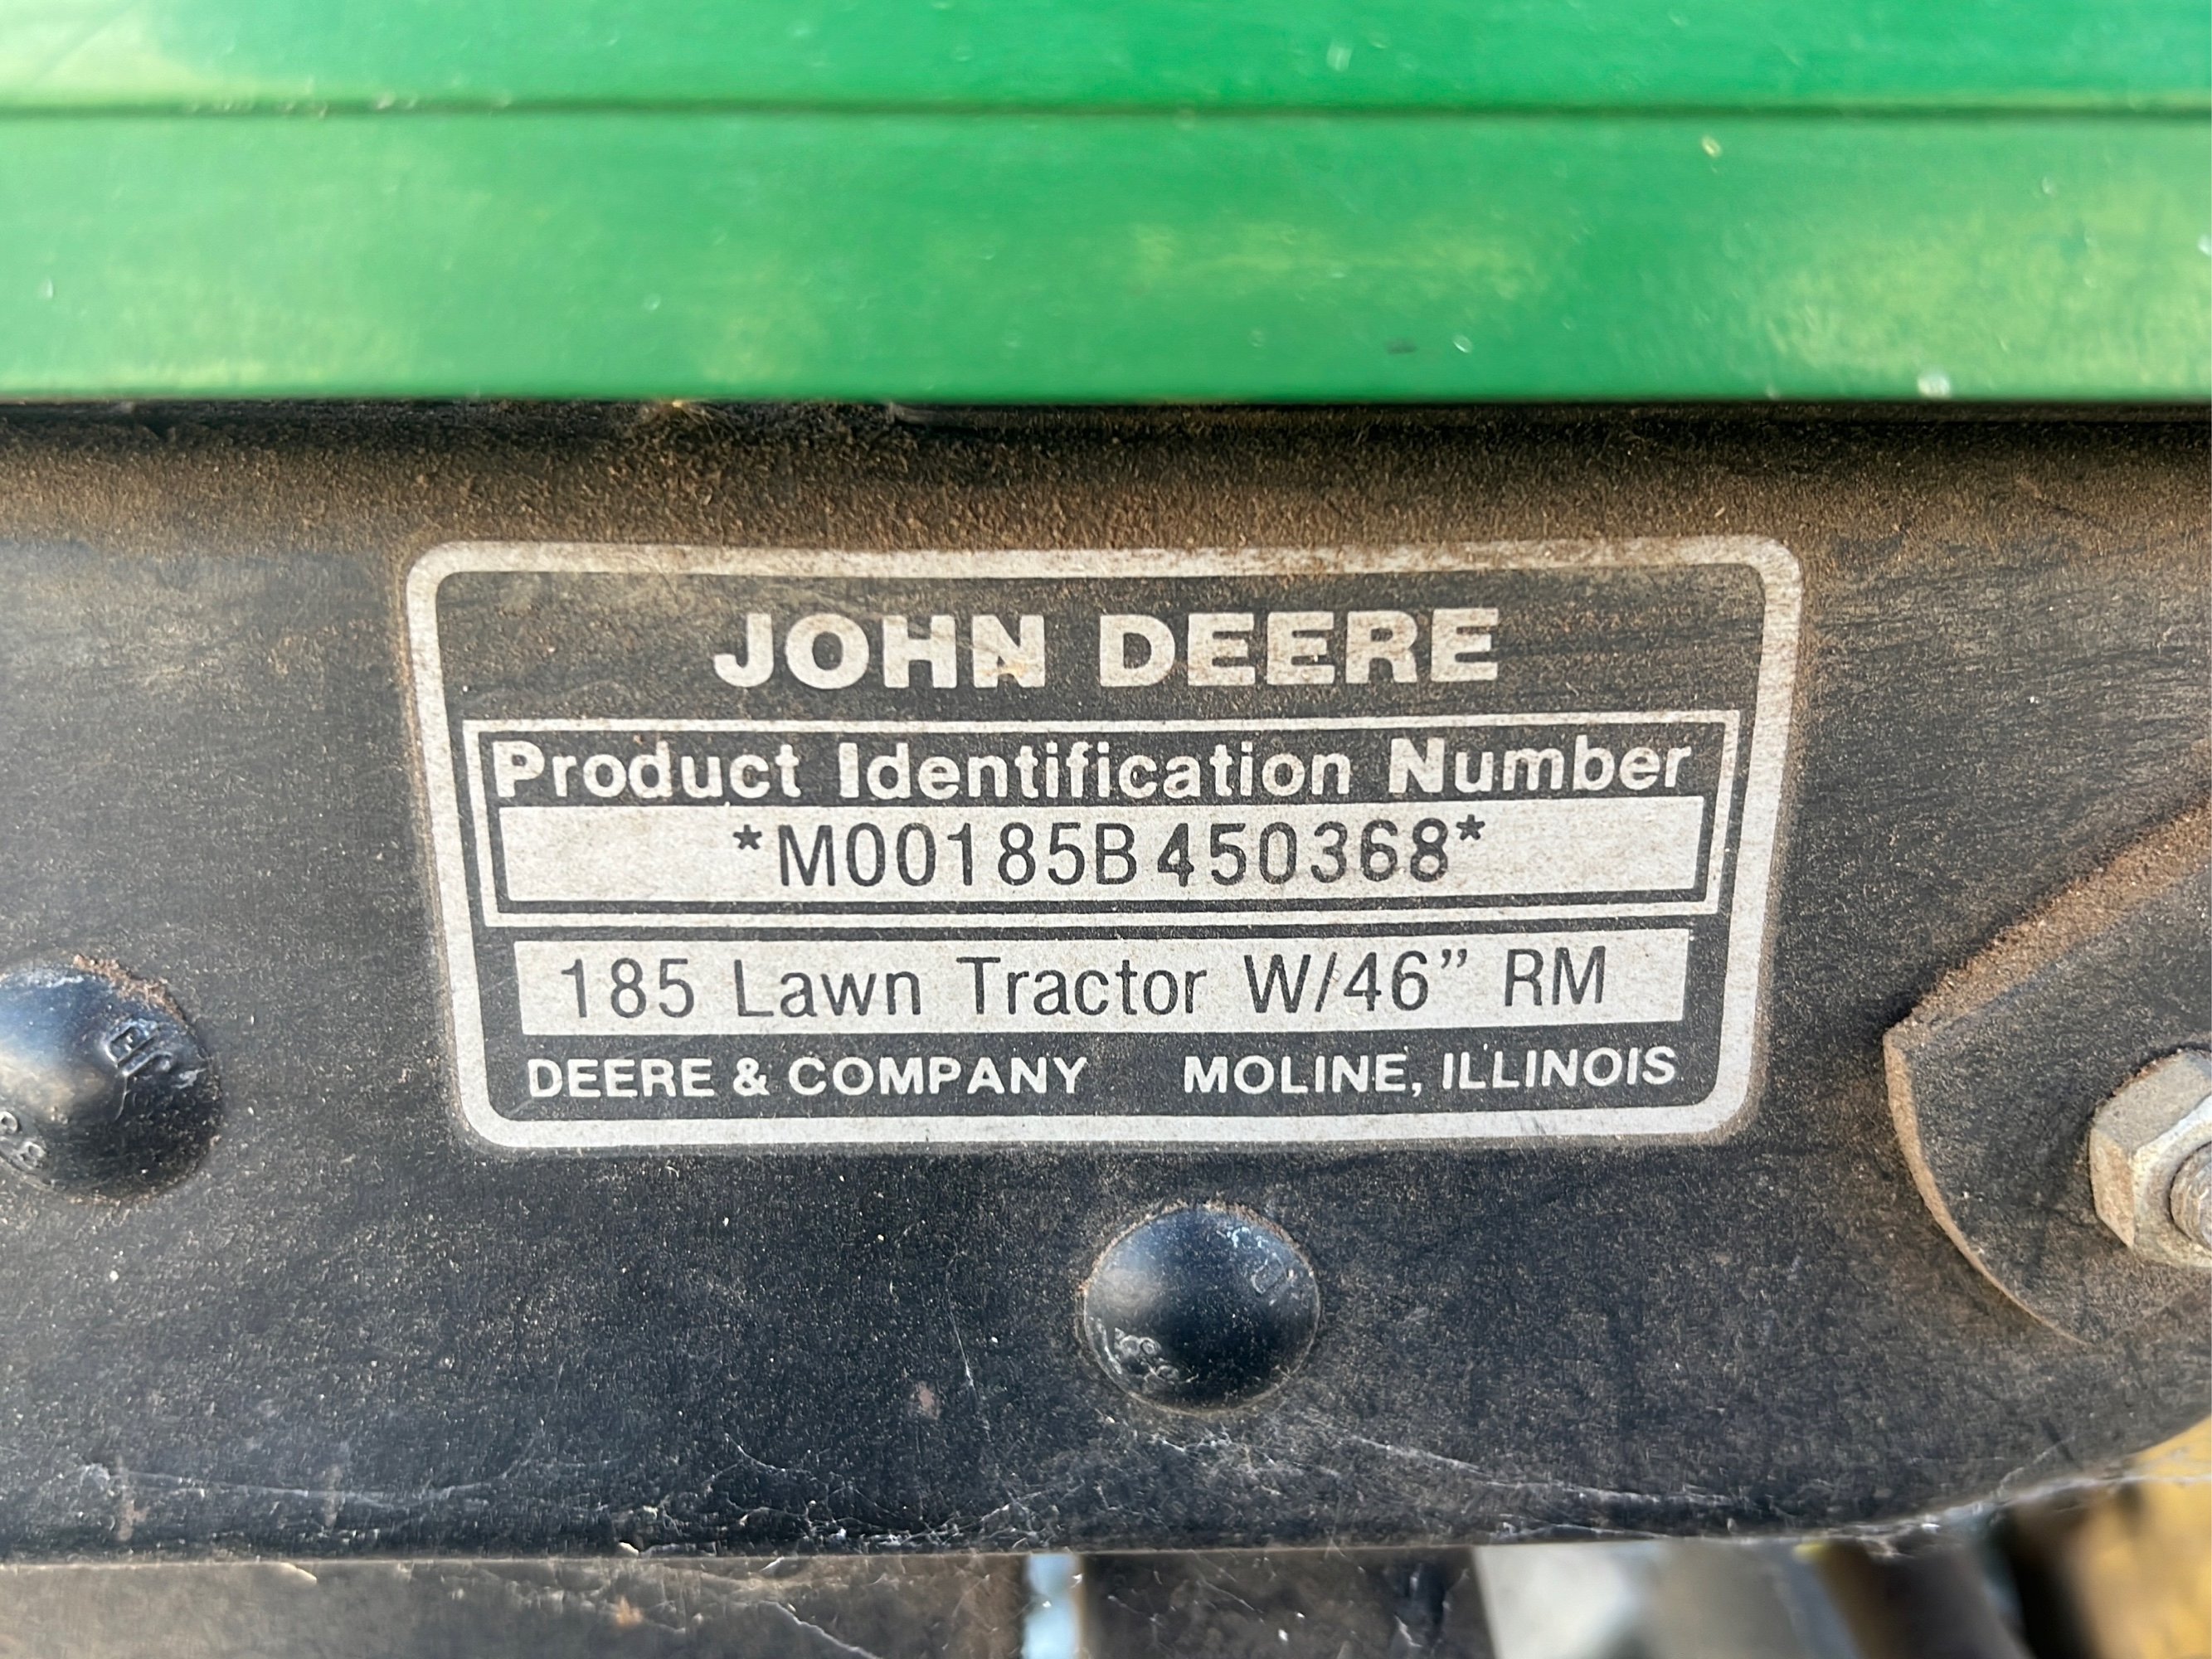 JOHN DEERE
Product Identification Number
*M00185B450368*
185 Lawn Tractor W/46” RM
DEERE & COMPANY MOLINE, ILLINOIS